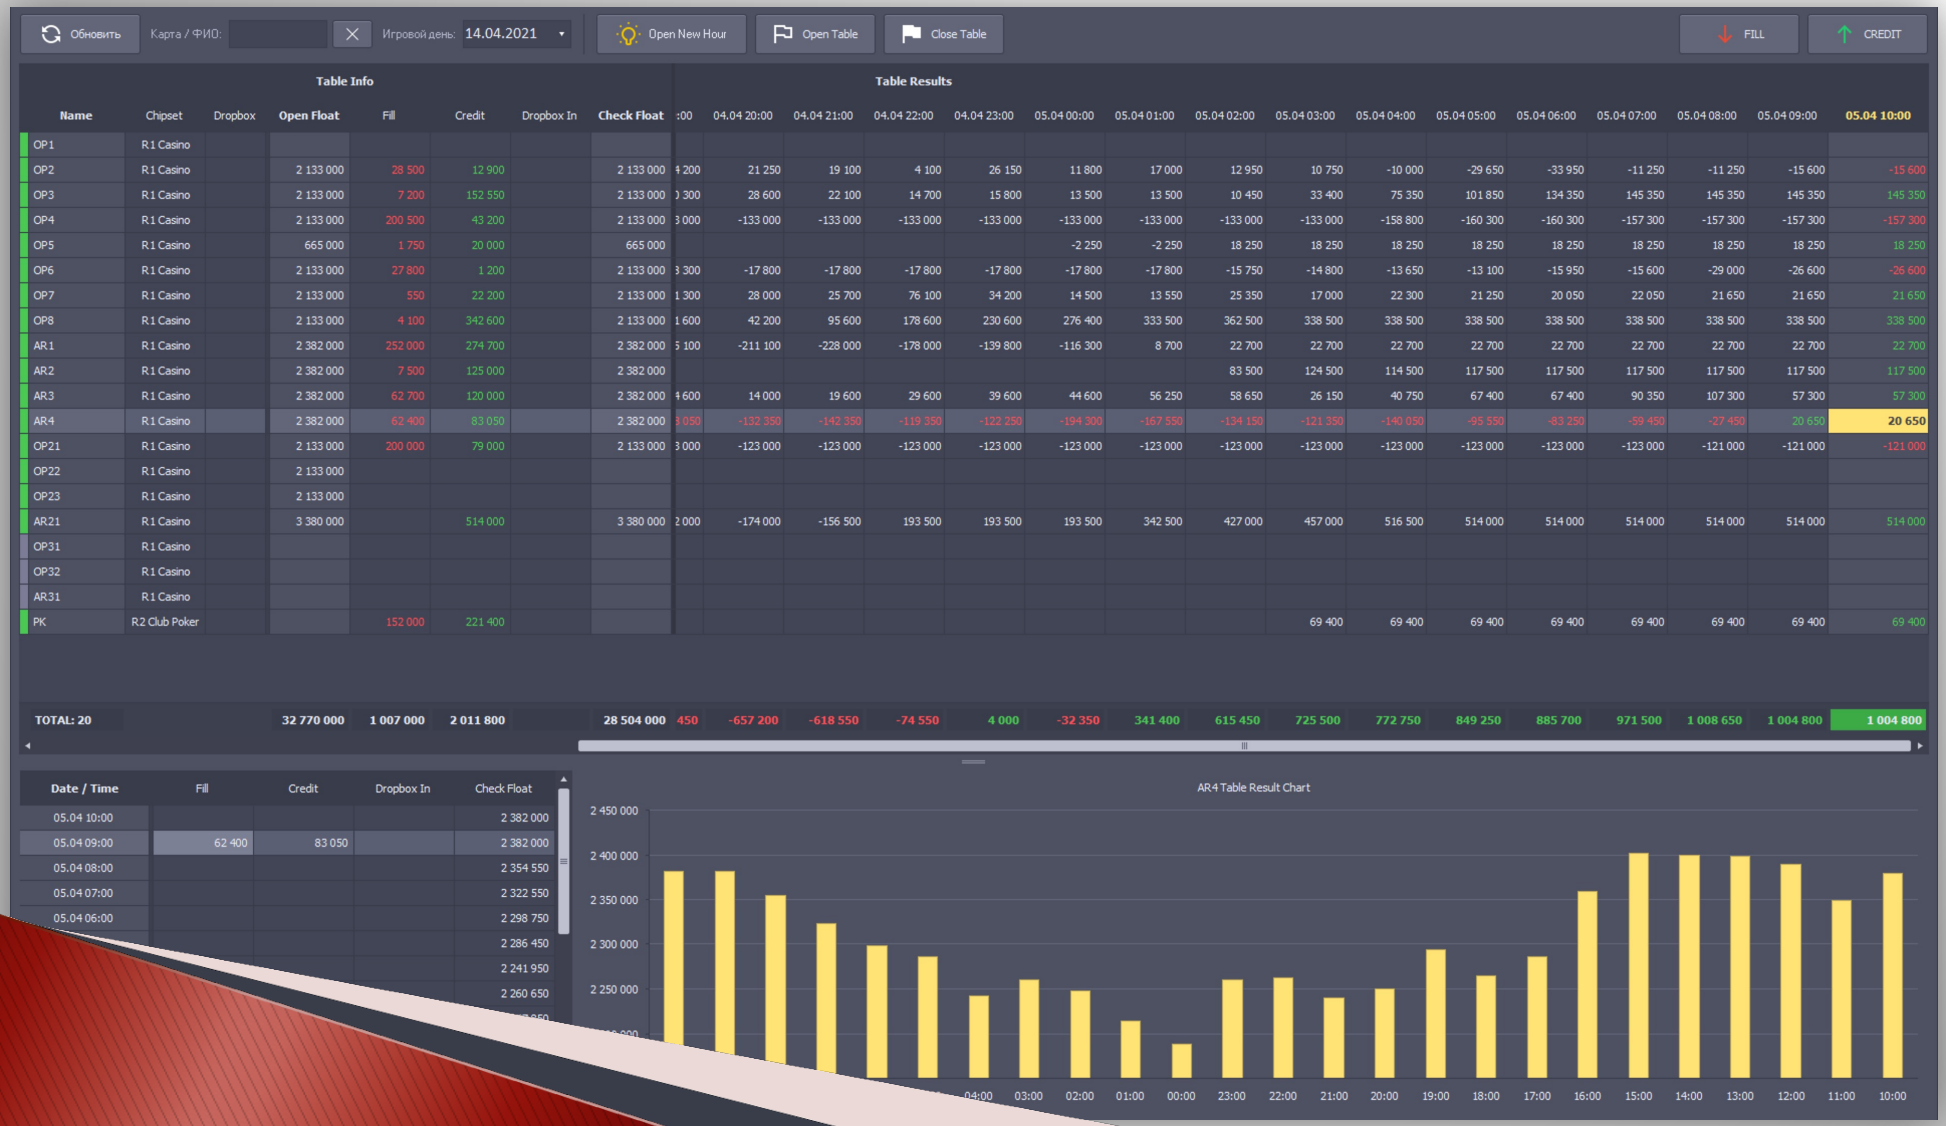 Обновить Карта / ФИО: Игровой день: 14.04.2021 Open New Hour Open Table Close Table FILL CREDIT
Table Info Table Results
Name Chipset Dropbox Open Float Fill Credit Dropbox In Check Float :00 04.04 20:00 04.04 21:00 04.04 22:00 04.04 23:00 05.04 00:00 05.04 01:00 05.04 02:00 05.04 03:00 05.04 04:00 05.04 05:00 05.04 06:00 05.04 07:00 05.04 08:00 05.04 09:00 05.04 10:00
OP1 R1 Casino
OP2 R1 Casino 2 133 000 28 500 12 900 2 133 000 4 200 21 250 19 100 4 100 26 150 11 800 17 000 12 950 10 750 -10 000 -29 650 -33 950 -11 250 -11 250 -15 600 -15 600
OP3 R1 Casino 2 133 000 7 200 152 550 2 133 000 0 300 28 600 22 100 14 700 15 800 13 500 13 500 10 450 33 400 75 350 101 850 134 350 145 350 145 350 145 350 145 350
OP4 R1 Casino 2 133 000 200 500 43 200 2 133 000 3 000 -133 000 -133 000 -133 000 -133 000 -133 000 -133 000 -133 000 -133 000 -158 800 -160 300 -160 300 -157 300 -157 300 -157 300 -157 300
OP5 R1 Casino 665 000 1 750 20 000 665 000 -2 250 -2 250 18 250 18 250 18 250 18 250 18 250 18 250 18 250 18 250 18 250
OP6 R1 Casino 2 133 000 27 800 1 200 2 133 000 3 300 -17 800 -17 800 -17 800 -17 800 -17 800 -17 800 -15 750 -14 800 -13 650 -13 100 -15 950 -15 600 -29 000 -26 600 -26 600
OP7 R1 Casino 2 133 000 550 22 200 2 133 000 1 300 28 000 25 700 76 100 34 200 14 500 13 550 25 350 17 000 22 300 21 250 20 050 22 050 21 650 21 650 21 650
OP8 R1 Casino 2 133 000 4 100 342 600 2 133 000 1 600 42 200 95 600 178 600 230 600 276 400 333 500 362 500 338 500 338 500 338 500 338 500 338 500 338 500 338 500 338 500
AR1 R1 Casino 2 382 000 252 000 274 700 2 382 000 5 100 -211 100 -228 000 -178 000 -139 800 -116 300 8 700 22 700 22 700 22 700 22 700 22 700 22 700 22 700 22 700 22 700
AR2 R1 Casino 2 382 000 7 500 125 000 2 382 000 83 500 124 500 114 500 117 500 117 500 117 500 117 500 117 500 117 500
AR3 R1 Casino 2 382 000 62 700 120 000 2 382 000 4 600 14 000 19 600 29 600 39 600 44 600 56 250 58 650 26 150 40 750 67 400 67 400 90 350 107 300 57 300 57 300
AR4 R1 Casino 2 382 000 62 400 83 050 2 382 000 050 -132 350 -142 350 -119 350 -122 250 -194 300 -167 550 -134 150 -121 350 -140 050 -95 550 -83 250 -59 450 -27 450 20 650 20 650
OP21 R1 Casino 2 133 000 200 000 79 000 2 133 000 3 000 -123 000 -123 000 -123 000 -123 000 -123 000 -123 000 -123 000 -123 000 -123 000 -123 000 -123 000 -123 000 -121 000 -121 000 -121 000
OP22 R1 Casino 2 133 000
OP23 R1 Casino 2 133 000
AR21 R1 Casino 3 380 000 514 000 3 380 000 2 000 -174 000 -156 500 193 500 193 500 193 500 342 500 427 000 457 000 516 500 514 000 514 000 514 000 514 000 514 000 514 000
OP31 R1 Casino
OP32 R1 Casino
AR31 R1 Casino
PK R2 Club Poker 152 000 221 400 69 400 69 400 69 400 69 400 69 400 69 400 69 400 69 400
TOTAL: 20 32 770 000 1 007 000 2 011 800 28 504 000 450 -657 200 -618 550 -74 550 4 000 -32 350 341 400 615 450 725 500 772 750 849 250 885 700 971 500 1 008 650 1 004 800 1 004 800
Date / Time Fill Credit Dropbox In Check Float
05.04 10:00 2 382 000
05.04 09:00 62 400 83 050 2 382 000
05.04 08:00 2 354 550
05.04 07:00 2 322 550
05.04 06:00 2 298 750
2 286 450
2 241 950
2 260 650
AR4 Table Result Chart
2 450 000
2 400 000
2 350 000
2 300 000
2 250 000
04:00 03:00 02:00 01:00 00:00 23:00 22:00 21:00 20:00 19:00 18:00 17:00 16:00 15:00 14:00 13:00 12:00 11:00 10:00